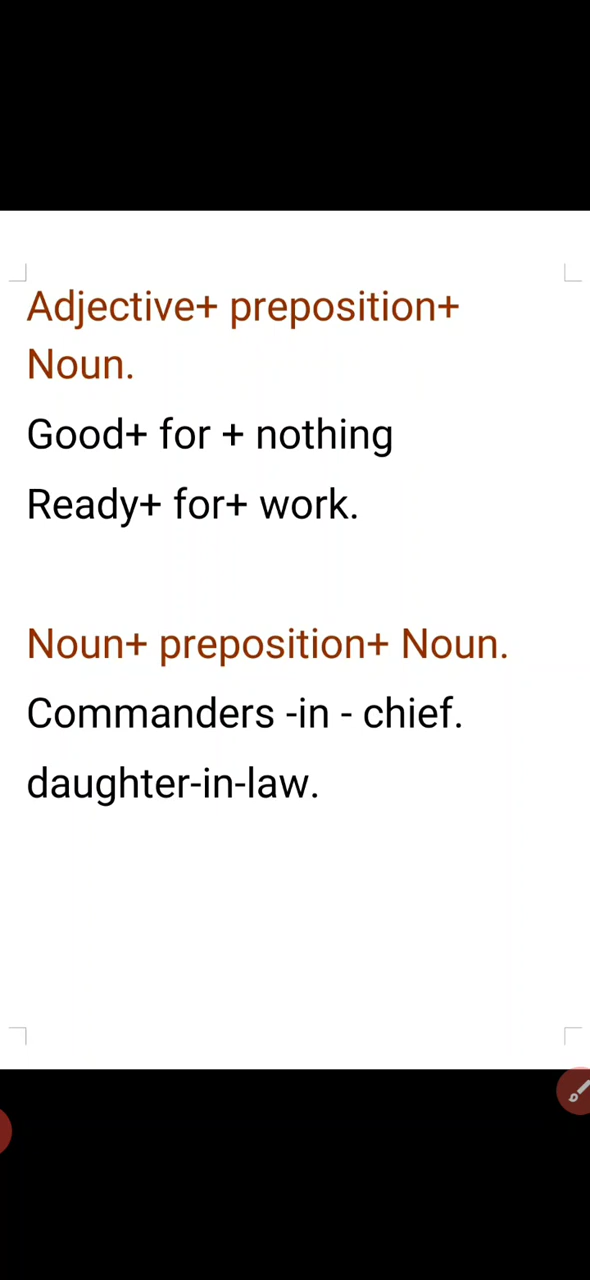 Adjective+ preposition+
Noun.
Good+ for + nothing
Ready+ for+ work.
Noun+ preposition+ Noun.
Commanders -in - chief.
daughter-in-law.